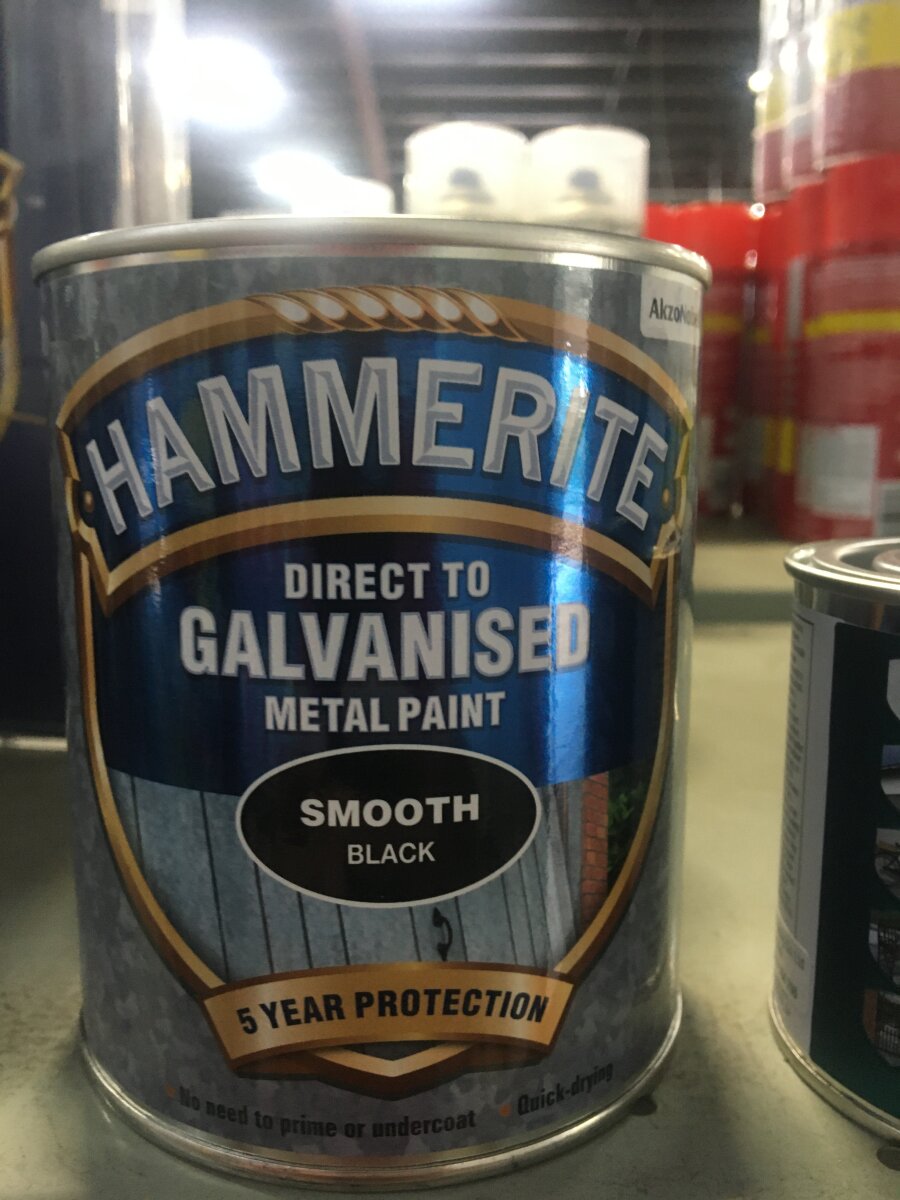 AkzoNobel
HAMMERITE
DIRECT TO
GALVANISED
METAL PAINT
SMOOTH
BLACK
5 YEAR PROTECTION
No need to prime or undercoat
Quick-drying